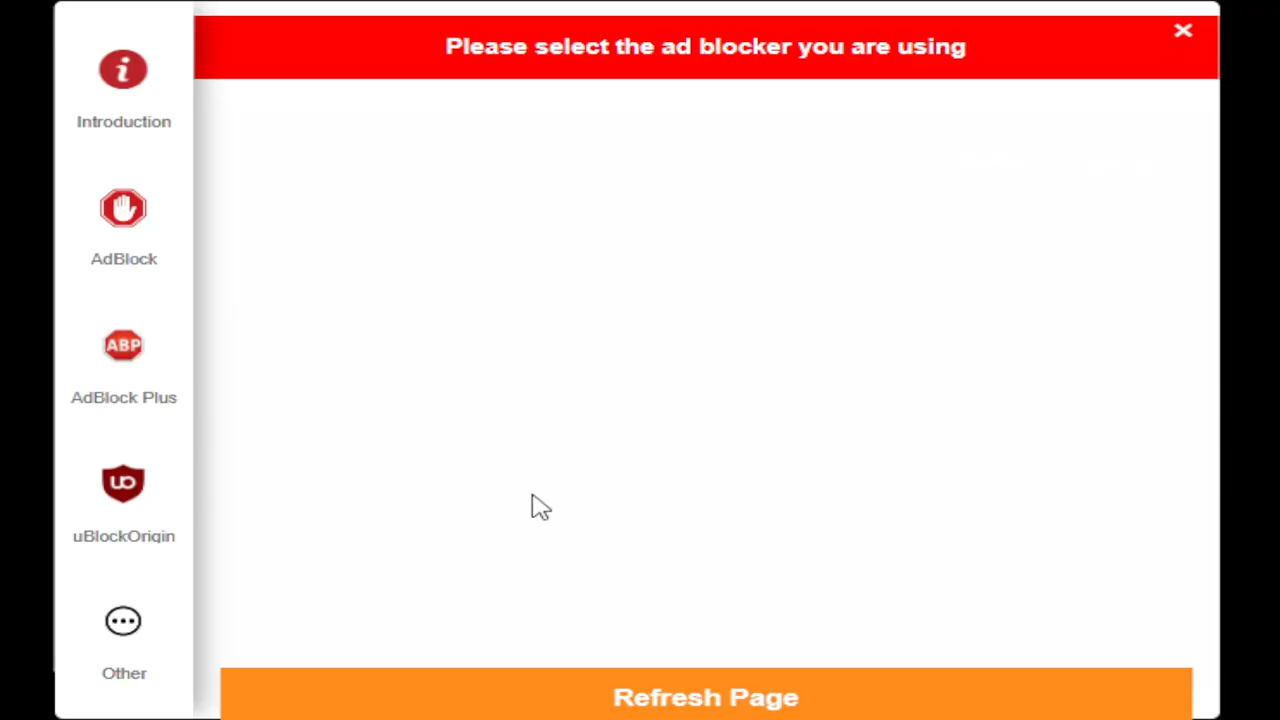 Please select the ad blocker you are using
Introduction
AdBlock
ABP
AdBlock Plus
uBlockOrigin
Other
Refresh Page